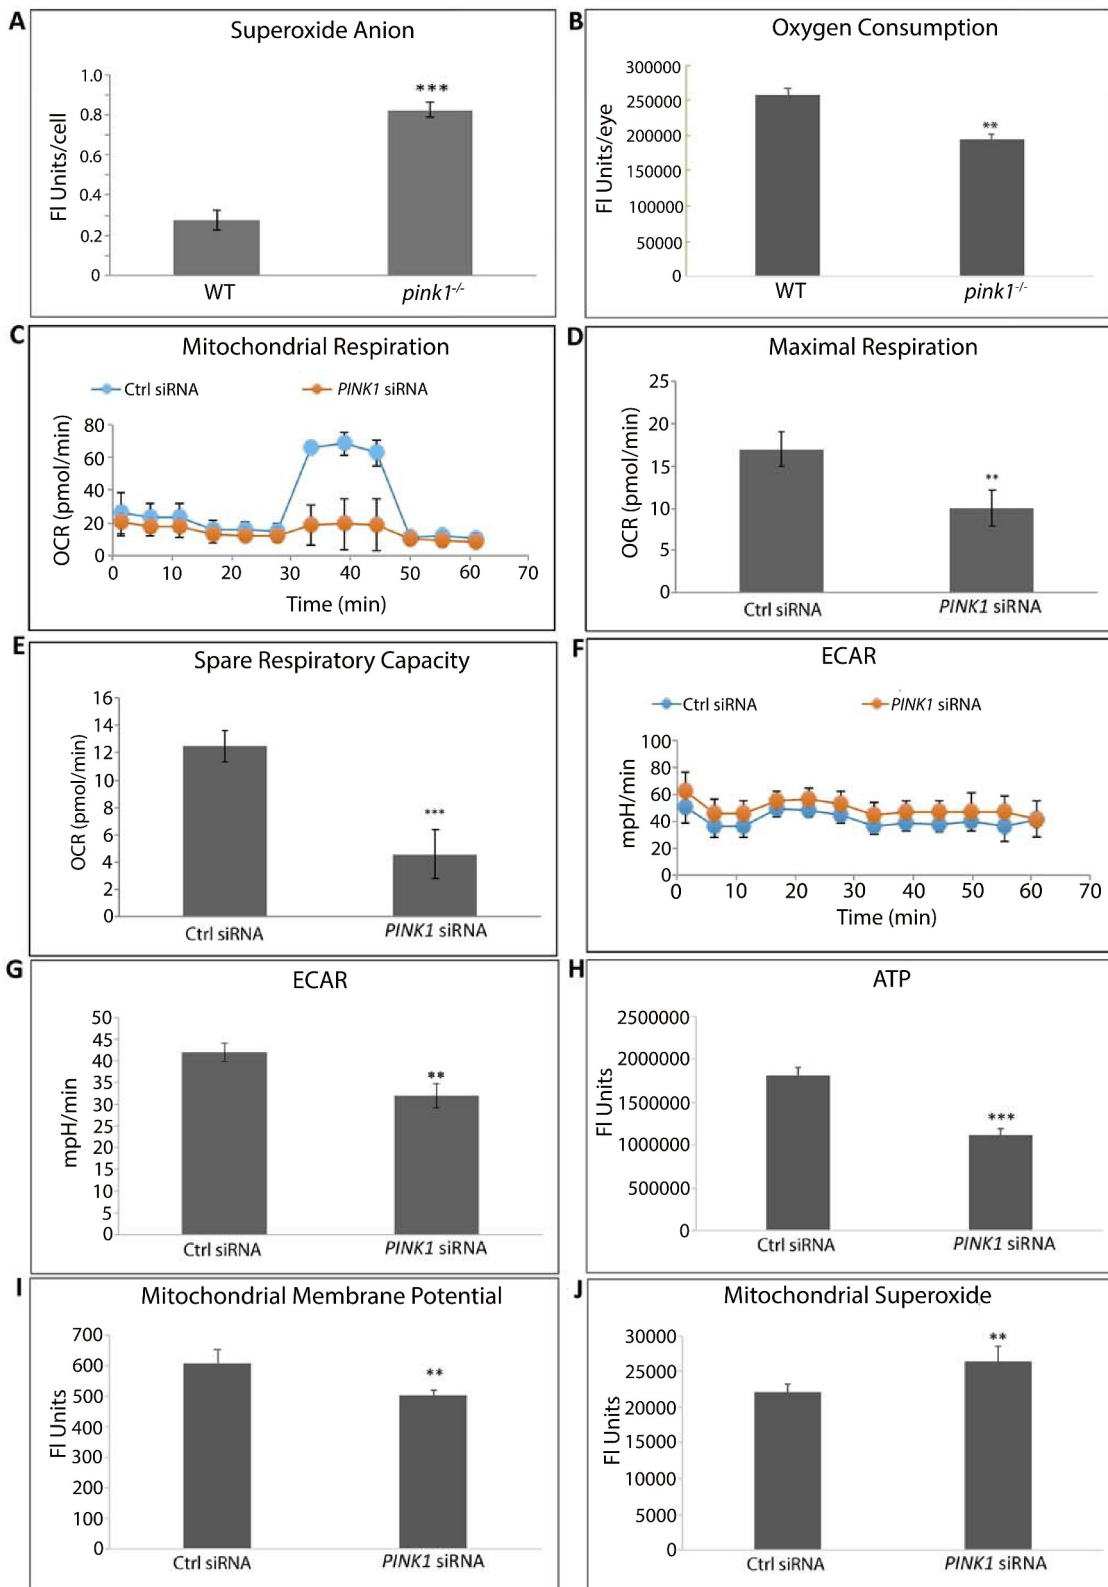 A
Superoxide Anion
FI Units/cell
1.0
0.8
0.6
0.4
0.2
0
***
WT
pink1-/-
B
Oxygen Consumption
FI Units/eye
300000
250000
200000
150000
100000
50000
0
**
WT
pink1-/-
C
Mitochondrial Respiration
Ctrl siRNA
PINK1 siRNA
OCR (pmol/min)
80
60
40
20
0
0 10 20 30 40 50 60 70
Time (min)
D
Maximal Respiration
OCR (pmol/min)
25
20
15
10
5
0
**
Ctrl siRNA
PINK1 siRNA
E
Spare Respiratory Capacity
OCR (pmol/min)
16
14
12
10
8
6
4
2
0
***
Ctrl siRNA
PINK1 siRNA
F
ECAR
Ctrl siRNA
PINK1 siRNA
mpH/min
100
80
60
40
20
0
0 10 20 30 40 50 60 70
Time (min)
G
ECAR
mpH/min
50
45
40
35
30
25
20
15
10
5
0
**
Ctrl siRNA
PINK1 siRNA
H
ATP
FI Units
2500000
2000000
1500000
1000000
500000
0
***
Ctrl siRNA
PINK1 siRNA
I
Mitochondrial Membrane Potential
FI Units
700
600
500
400
300
200
100
0
**
Ctrl siRNA
PINK1 siRNA
J
Mitochondrial Superoxide
FI Units
30000
25000
20000
15000
10000
5000
0
**
Ctrl siRNA
PINK1 siRNA